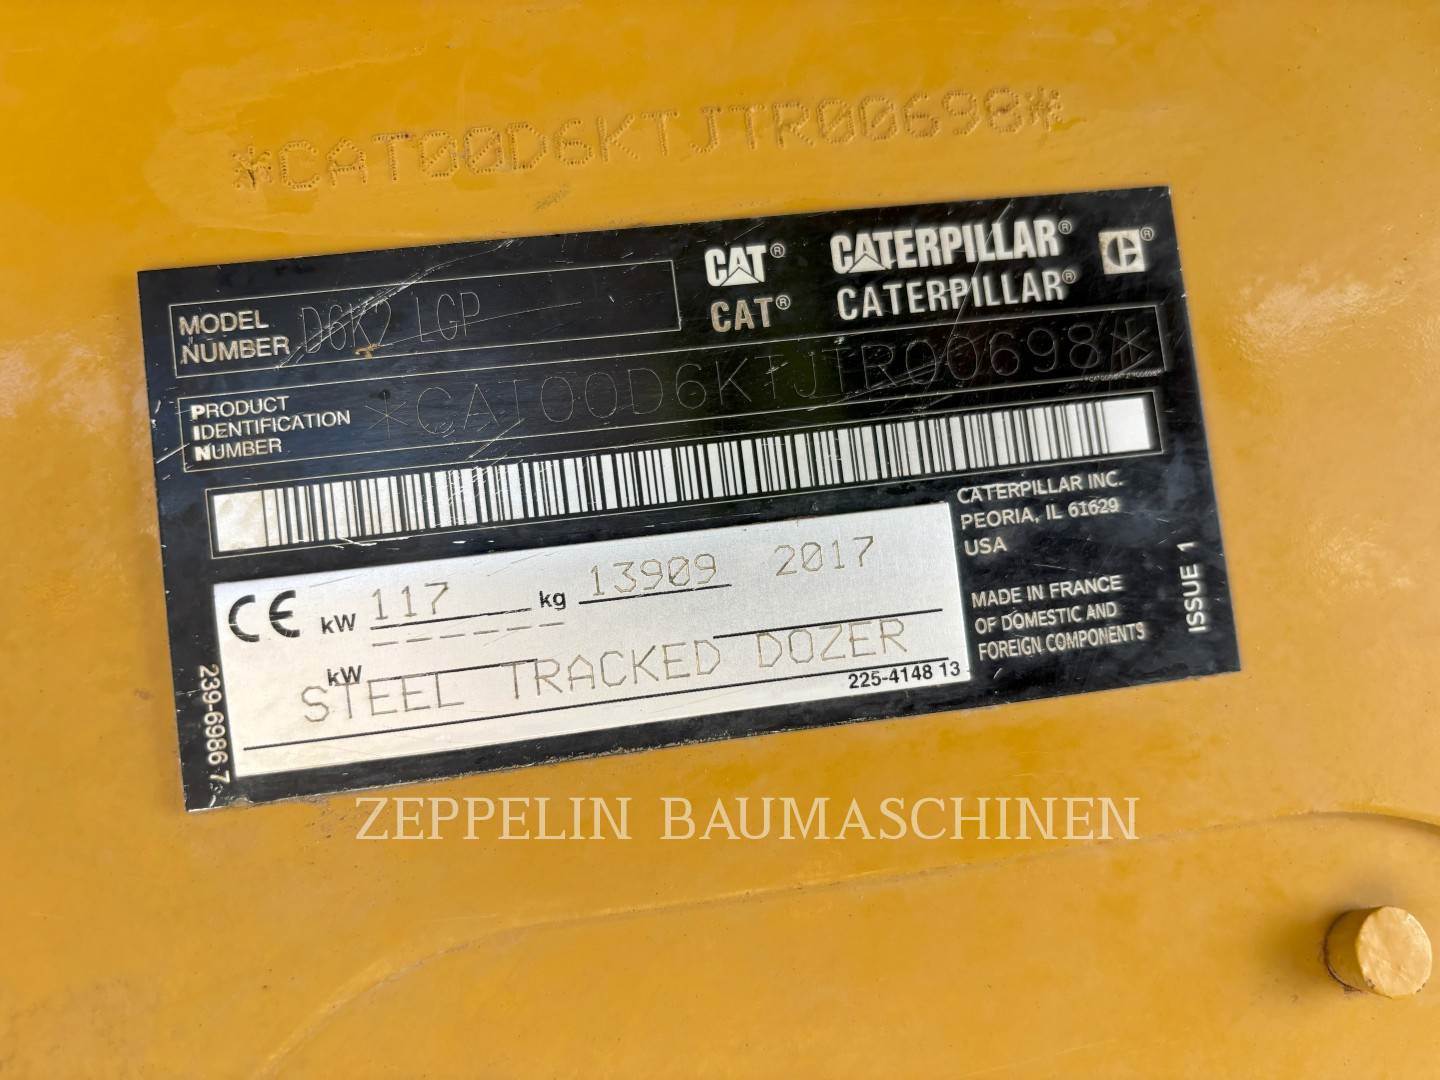 *CAT00D6KTJTR00698*
CAT® CATERPILLAR® C®
CAT® CATERPILLAR®
MODEL NUMBER D6K2 LGP
PRODUCT IDENTIFICATION NUMBER *CAT00D6KTJTR00698*
*CAT00D6KTJTR00698*
CATERPILLAR INC.
PEORIA, IL 61629
USA
MADE IN FRANCE
OF DOMESTIC AND
FOREIGN COMPONENTS
ISSUE 1
CE kW 117 kg 13909 2017
kW
STEEL TRACKED DOZER
225-4148 13
239-6986 7
ZEPPELIN BAUMASCHINEN